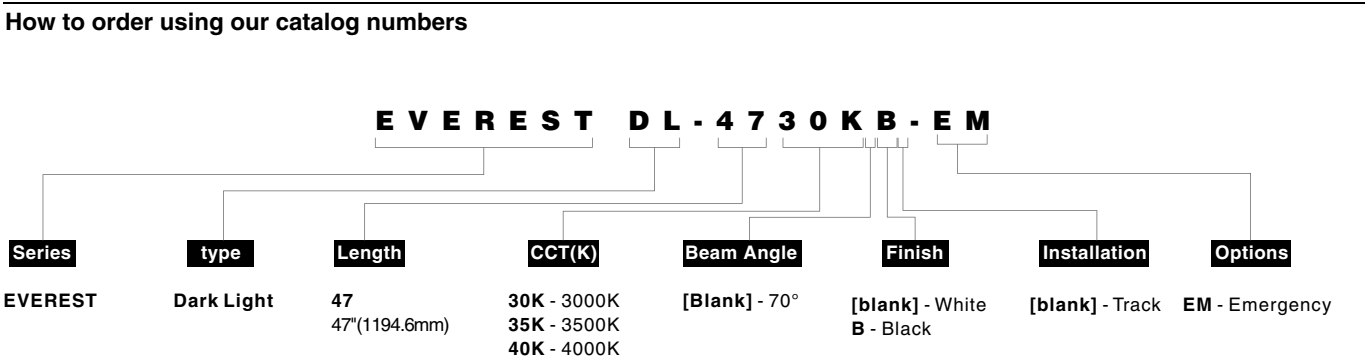 How to order using our catalog numbers
EVEREST DL-4730KB-EM
Series type Length CCT(K) Beam Angle Finish Installation Options
EVEREST Dark Light 47 30K - 3000K [Blank] - 70° [blank] - White [blank] - Track EM - Emergency
47"(1194.6mm) 35K - 3500K B - Black
40K - 4000K